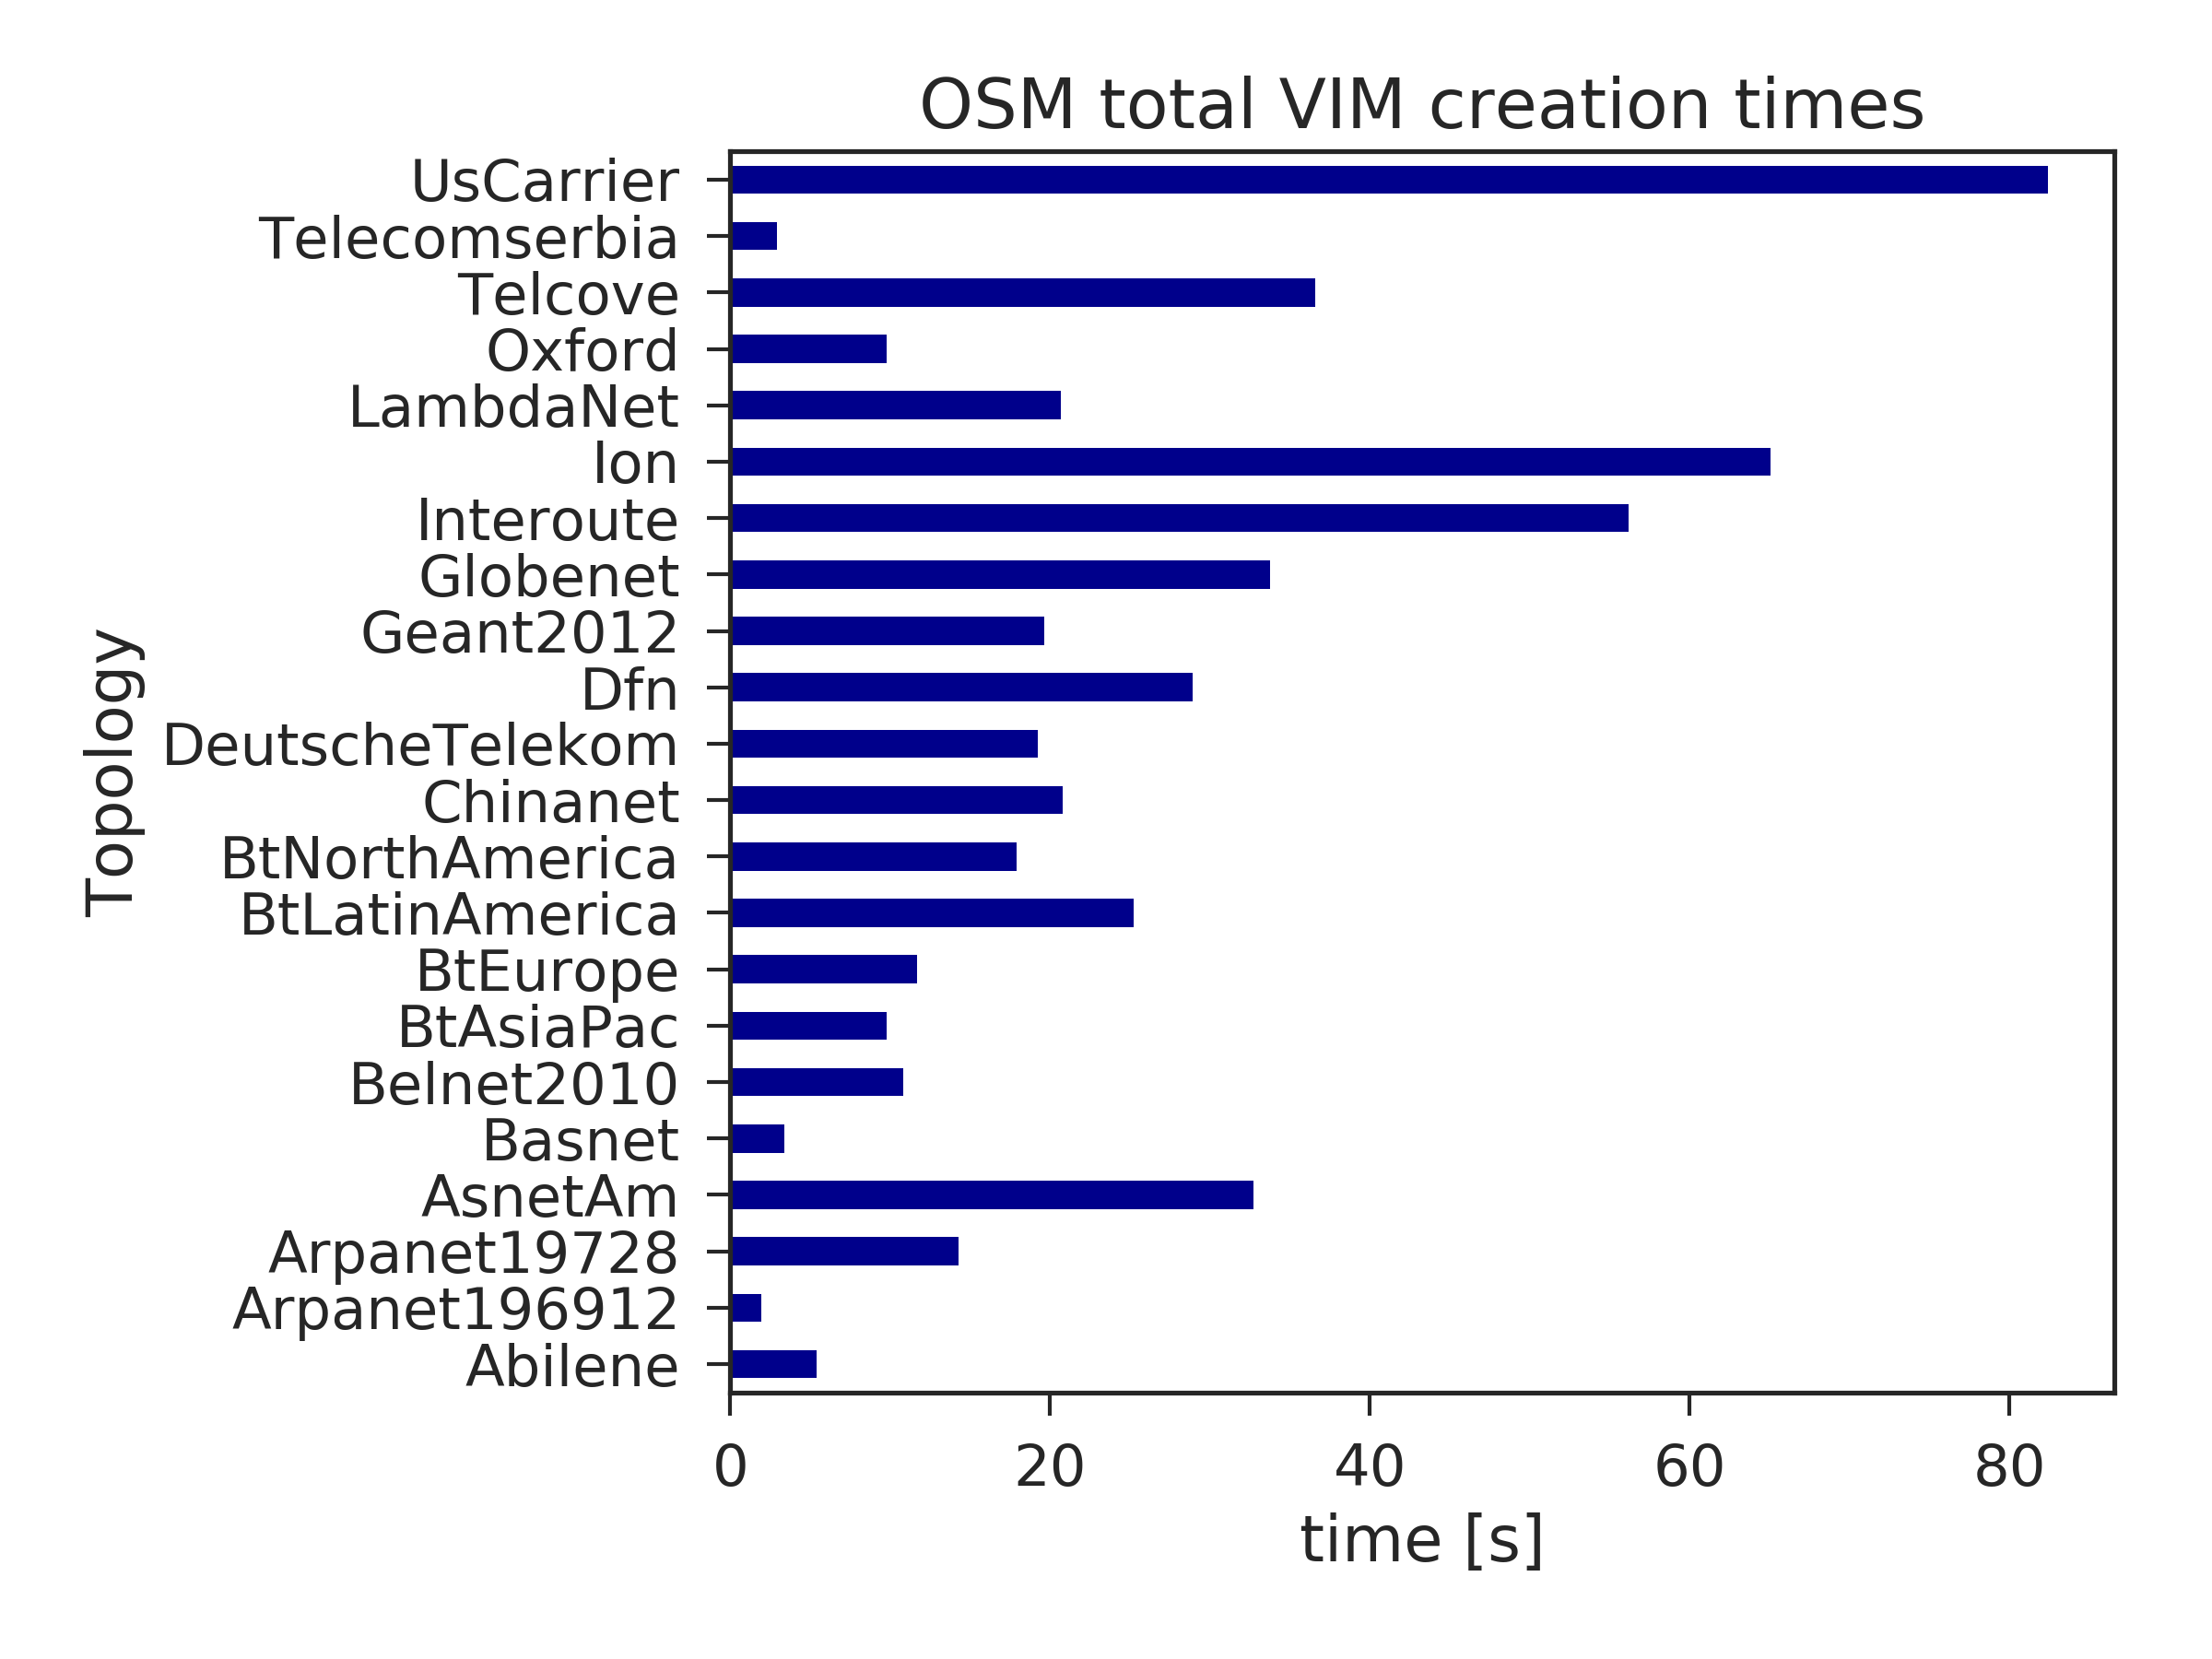 OSM total VIM creation times
UsCarrier
Telecomserbia
Telcove
Oxford
LambdaNet
Ion
Interoute
Globenet
Geant2012
Dfn
DeutscheTelekom
Chinanet
BtNorthAmerica
BtLatinAmerica
BtEurope
BtAsiaPac
Belnet2010
Basnet
AsnetAm
Arpanet19728
Arpanet196912
Abilene
Topology
0 20 40 60 80
time [s]